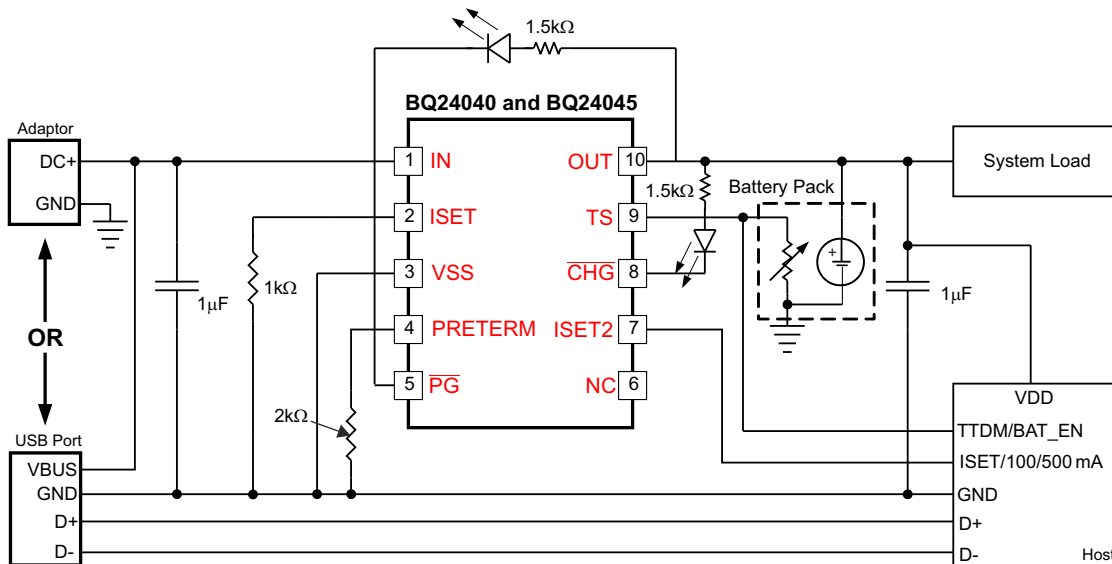 1.5kΩ
BQ24040 and BQ24045
Adaptor
DC+
GND
1 IN
OUT 10
System Load
1.5kΩ
Battery Pack
2 ISET
TS 9
+
3 VSS
CHG 8
1kΩ
1μF
1μF
OR
4 PRETERM
ISET2 7
5 PG
NC 6
VDD
2kΩ
USB Port
TTDM/BAT_EN
VBUS
ISET/100/500 mA
GND
GND
D+
D+
D-
D-
Host